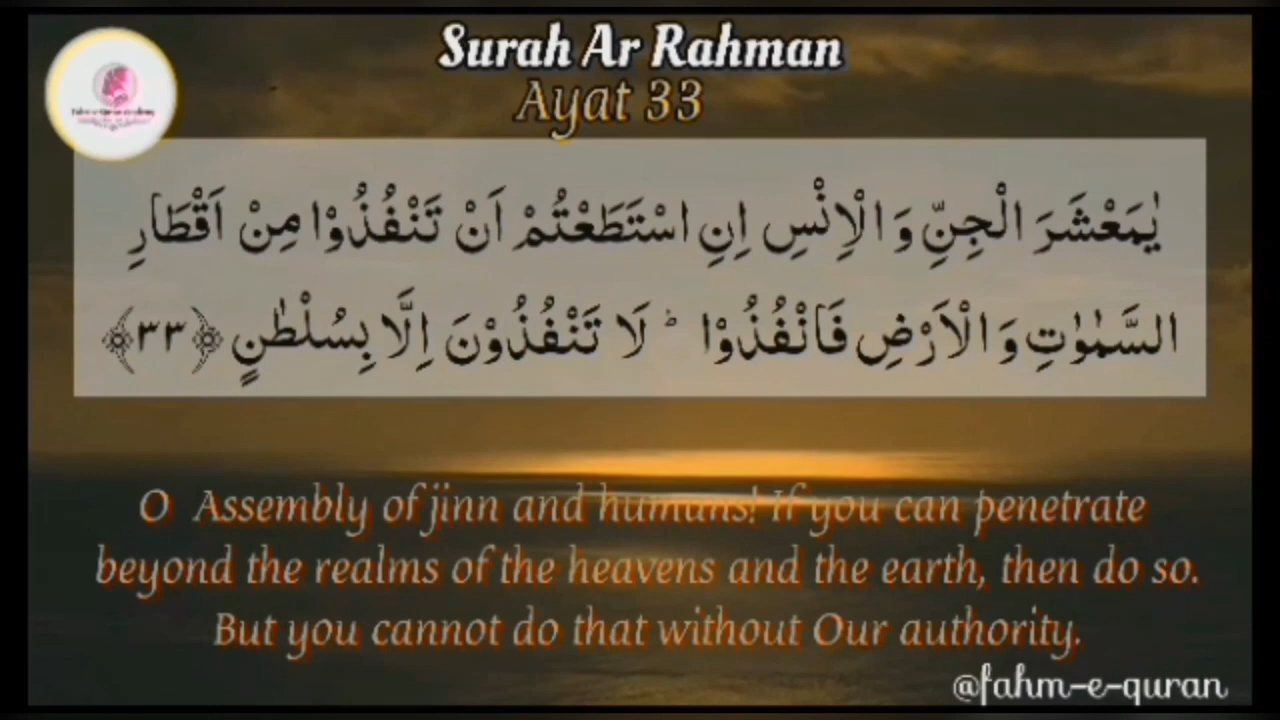 Surah Ar Rahman
Ayat 33
يٰمَعْشَرَ الْجِنِّ وَ الْاِنْسِ اِنِ اسْتَطَعْتُمْ اَنْ تَنْفُذُوْا مِنْ اَقْطَارِ
السَّمٰوٰتِ وَ الْاَرْضِ فَانْفُذُوْا ؕ لَا تَنْفُذُوْنَ اِلَّا بِسُلْطٰنٍ ﴿۳۳﴾
O Assembly of jinn and humans! If you can penetrate
beyond the realms of the heavens and the earth, then do so.
But you cannot do that without Our authority.
@fahm-e-quran